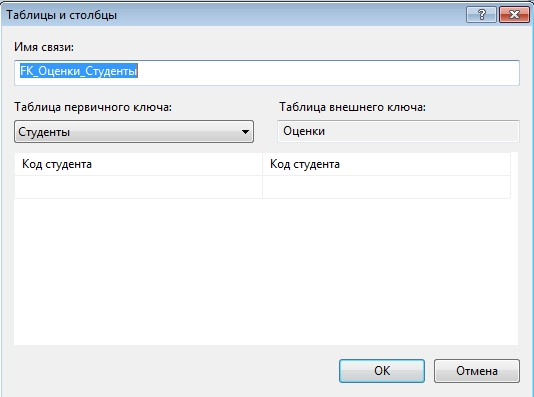 Таблицы и столбцы
?
Имя связи:
FK_Оценки_Студенты
Таблица первичного ключа: Таблица внешнего ключа:
Студенты Оценки
Код студента Код студента
OK Отмена